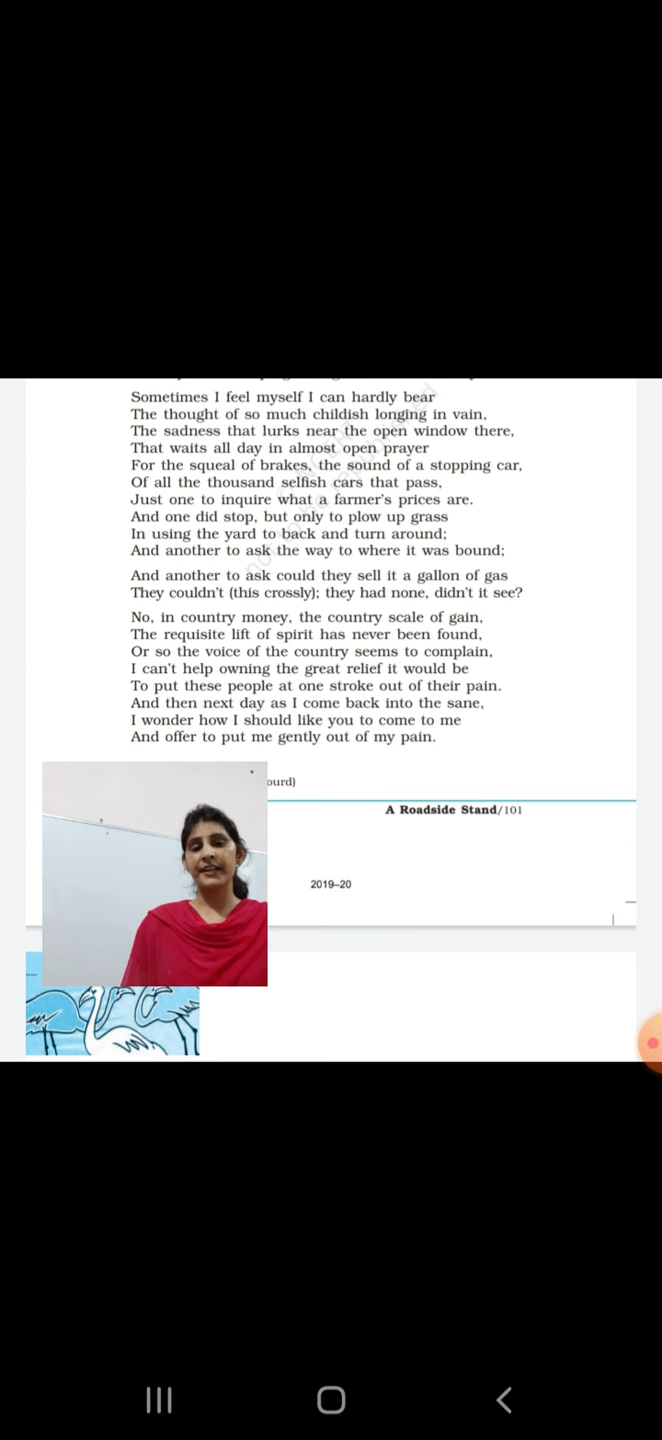 Sometimes I feel myself I can hardly bear
The thought of so much childish longing in vain,
The sadness that lurks near the open window there,
That waits all day in almost open prayer
For the squeal of brakes, the sound of a stopping car,
Of all the thousand selfish cars that pass,
Just one to inquire what a farmer's prices are.
And one did stop, but only to plow up grass
In using the yard to back and turn around;
And another to ask the way to where it was bound;
And another to ask could they sell it a gallon of gas
They couldn't (this crossly); they had none, didn't it see?
No, in country money, the country scale of gain,
The requisite lift of spirit has never been found,
Or so the voice of the country seems to complain,
I can't help owning the great relief it would be
To put these people at one stroke out of their pain.
And then next day as I come back into the sane,
I wonder how I should like you to come to me
And offer to put me gently out of my pain.
ourd)
A Roadside Stand/101
2019–20